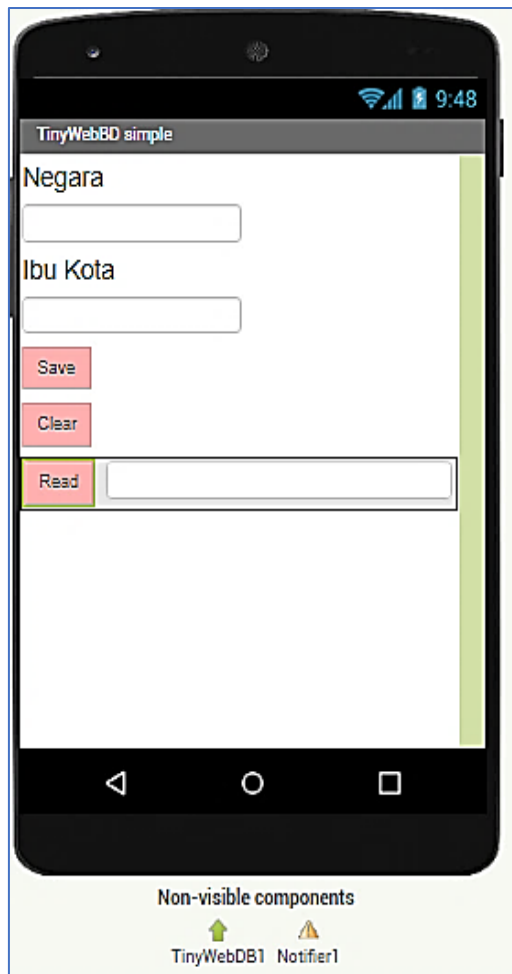 9:48
TinyWebBD simple
Negara
Ibu Kota
Save
Clear
Read
Non-visible components
TinyWebDB1 Notifier1